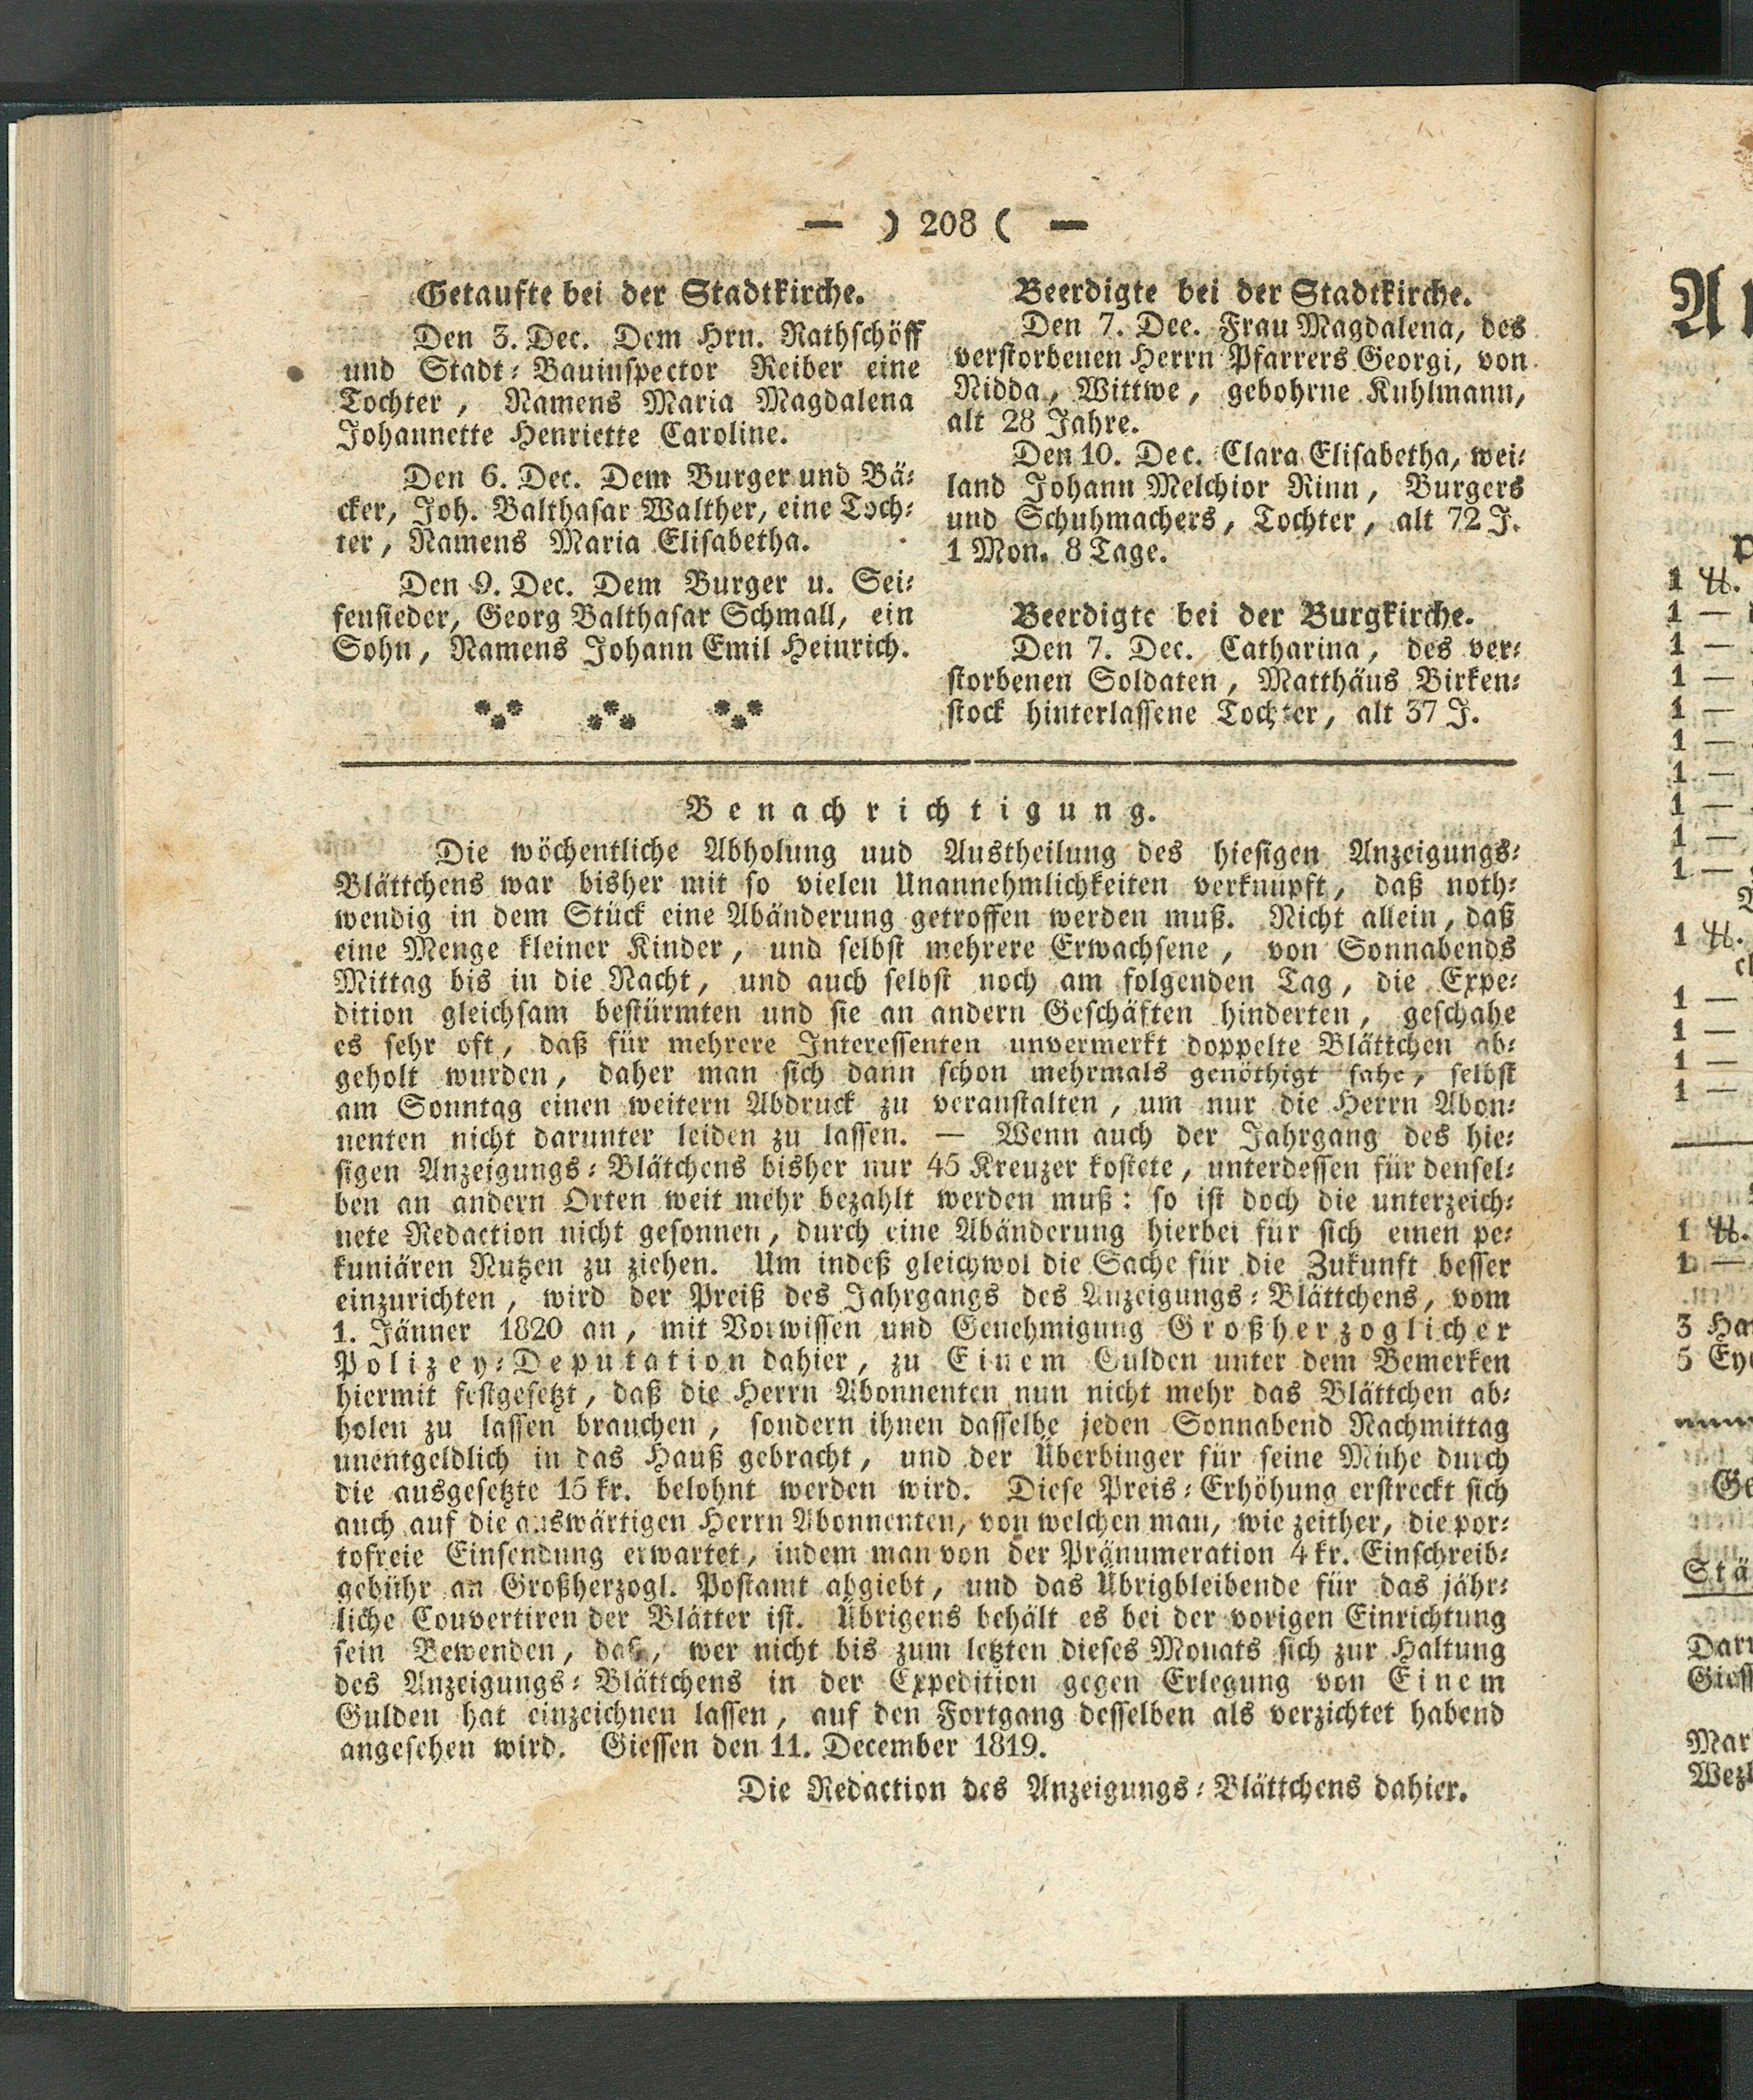 — ) 208 ( —
Getaufte bei der Stadtkirche.
Den 3. Dec. Dem Hrn. Rathschöff
und Stadt-Bauinspector Reiber eine
Tochter, Namens Maria Magdalena
Johannette Henriette Caroline.
Den 6. Dec. Dem Burger und Bä-
cker, Joh. Balthasar Walther, eine Toch-
ter, Namens Maria Elisabetha.
Den 9. Dec. Dem Burger u. Sei-
fensieder, Georg Balthasar Schmall, ein
Sohn, Namens Johann Emil Heinrich.
Beerdigte bei der Stadtkirche.
Den 7. Dec. Frau Magdalena, des
verstorbenen Herrn Pfarrers Georgi, von
Nidda, Wittwe, gebohrne Kuhlmann,
alt 28 Jahre.
Den 10. Dec. Clara Elisabetha, wei-
land Johann Melchior Rinn, Burgers
und Schuhmachers, Tochter, alt 72 J.
1 Mon. 8 Tage.
Beerdigte bei der Burgkirche.
Den 7. Dec. Catharina, des ver-
storbenen Soldaten, Matthäus Birken-
stock hinterlassene Tochter, alt 37 J.
Benachrichtigung.
Die wöchentliche Abholung und Austheilung des hiesigen Anzeigungs-
Blättchens war bisher mit so vielen Unannehmlichkeiten verknupft, daß noth-
wendig in dem Stück eine Abänderung getroffen werden muß. Nicht allein, daß
eine Menge kleiner Kinder, und selbst mehrere Erwachsene, von Sonnabends
Mittag bis in die Nacht, und auch selbst noch am folgenden Tag, die Expe-
dition gleichsam bestürmten und sie an andern Geschäften hinderten, geschahe
es sehr oft, daß für mehrere Interessenten unvermerkt doppelte Blättchen ab-
geholt wurden, daher man sich dann schon mehrmals genöthigt sahe, selbst
am Sonntag einen weitern Abdruck zu veranstalten, um nur die Herrn Abon-
nenten nicht darunter leiden zu lassen. — Wenn auch der Jahrgang des hie-
sigen Anzeigungs-Blätchens bisher nur 45 Kreuzer kostete, unterdessen für densel-
ben an andern Orten weit mehr bezahlt werden muß: so ist doch die unterzeich-
nete Redaction nicht gesonnen, durch eine Abänderung hierbei für sich einen pe-
kuniären Nutzen zu ziehen. Um indeß gleichwol die Sache für die Zukunft besser
einzurichten, wird der Preiß des Jahrgangs des Anzeigungs-Blättchens, vom
1. Jänner 1820 an, mit Vorwissen und Genehmigung Großherzoglicher
Polizey-Deputation dahier, zu Einem Gulden unter dem Bemerken
hiermit festgesetzt, daß die Herrn Abonnenten nun nicht mehr das Blättchen ab-
holen zu lassen brauchen, sondern ihnen dasselbe jeden Sonnabend Nachmittag
unentgeldlich in das Hauß gebracht, und der Überbinger für seine Mühe durch
die ausgesetzte 15 kr. belohnt werden wird. Diese Preis-Erhöhung erstreckt sich
auch auf die auswärtigen Herrn Abonnenten, von welchen man, wie zeither, die por-
tofreie Einsendung erwartet, indem man von der Pränumeration 4 kr. Einschreib-
gebühr an Großherzogl. Postamt abgiebt, und das Übrigbleibende für das jähr-
liche Couvertiren der Blätter ist. Übrigens behält es bei der vorigen Einrichtung
sein Bewenden, daß, wer nicht bis zum letzten dieses Monats sich zur Haltung
des Anzeigungs-Blättchens in der Expedition gegen Erlegung von Einem
Gulden hat einzeichnen lassen, auf den Fortgang desselben als verzichtet habend
angesehen wird. Giessen den 11. December 1819.
Die Redaction des Anzeigungs-Blättchens dahier.